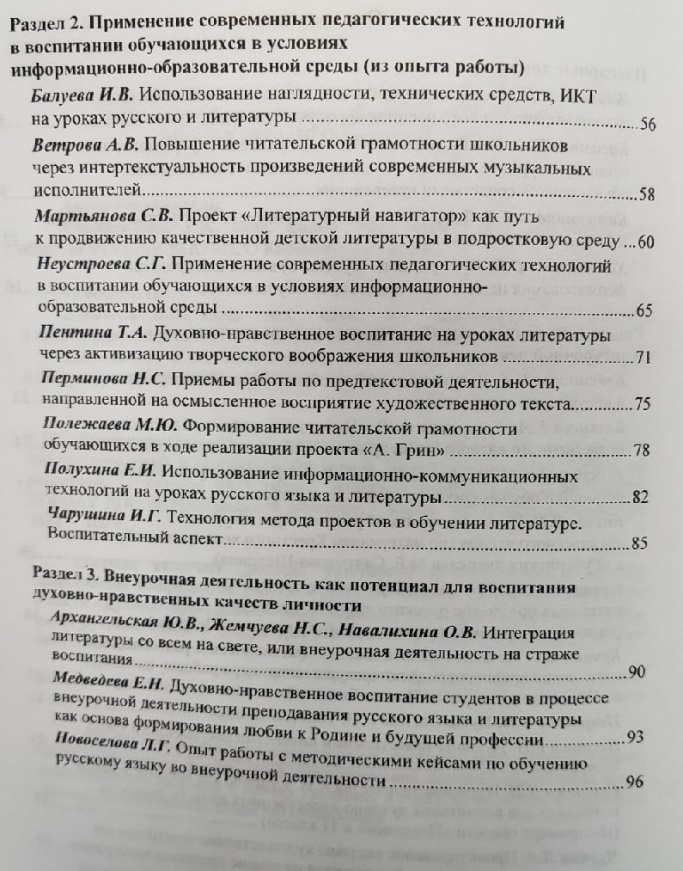 Раздел 2. Применение современных педагогических технологий
в воспитании обучающихся в условиях
информационно-образовательной среды (из опыта работы)
Балуева И.В. Использование наглядности, технических средств, ИКТ
на уроках русского и литературы ........ 56
Ветрова А.В. Повышение читательской грамотности школьников
через интертекстуальность произведений современных музыкальных
исполнителей........ 58
Мартьянова С.В. Проект «Литературный навигатор» как путь
к продвижению качественной детской литературы в подростковую среду ...60
Неустроева С.Г. Применение современных педагогических технологий
в воспитании обучающихся в условиях информационно-
образовательной среды ........ 65
Пентина Т.А. Духовно-нравственное воспитание на уроках литературы
через активизацию творческого воображения школьников ........ 71
Перминова Н.С. Приемы работы по предтекстовой деятельности,
направленной на осмысленное восприятие художественного текста........ 75
Полежаева М.Ю. Формирование читательской грамотности
обучающихся в ходе реализации проекта «А. Грин» ........ 78
Полухина Е.И. Использование информационно-коммуникационных
технологий на уроках русского языка и литературы........ 82
Чарушина И.Г. Технология метода проектов в обучении литературе.
Воспитательный аспект........ 85
Раздел 3. Внеурочная деятельность как потенциал для воспитания
духовно-нравственных качеств личности
Архангельская Ю.В., Жемчуева Н.С., Навалихина О.В. Интеграция
литературы со всем на свете, или внеурочная деятельность на страже
воспитания........ 90
Медведева Е.Н. Духовно-нравственное воспитание студентов в процессе
внеурочной деятельности преподавания русского языка и литературы
как основа формирования любви к Родине и будущей профессии........ 93
Новоселова Л.Г. Опыт работы с методическими кейсами по обучению
русскому языку во внеурочной деятельности ........ 96